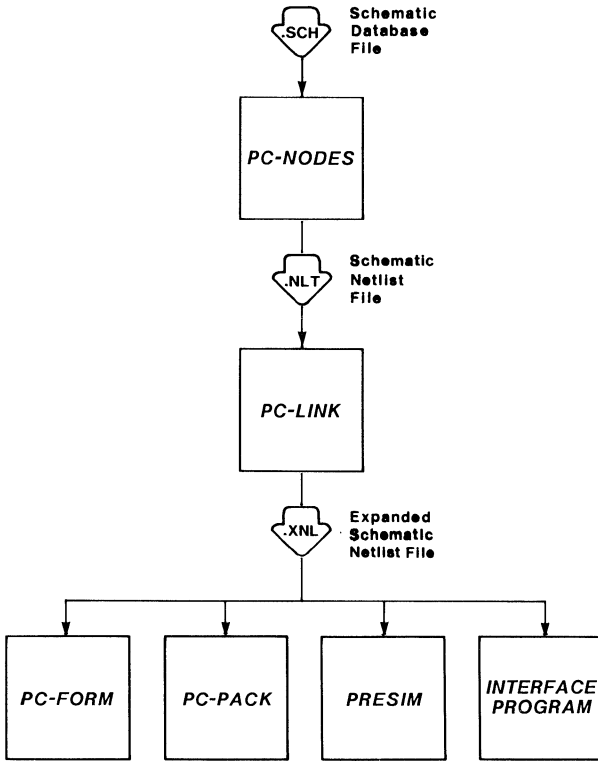 .SCH
Schematic
Database
File
PC-NODES
.NLT
Schematic
Netlist
File
PC-LINK
.XNL
Expanded
Schematic
Netlist File
PC-FORM
PC-PACK
PRESIM
INTERFACE
PROGRAM